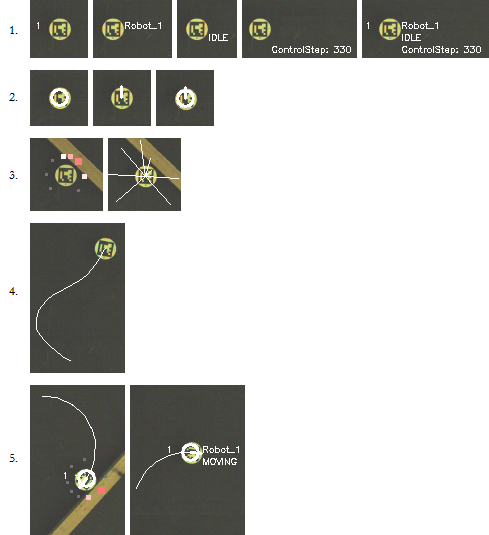 1.
1
Robot_1
IDLE
ControlStep: 330
1
Robot_1
IDLE
ControlStep: 330
2.
3.
4.
5.
1
1
Robot_1
MOVING